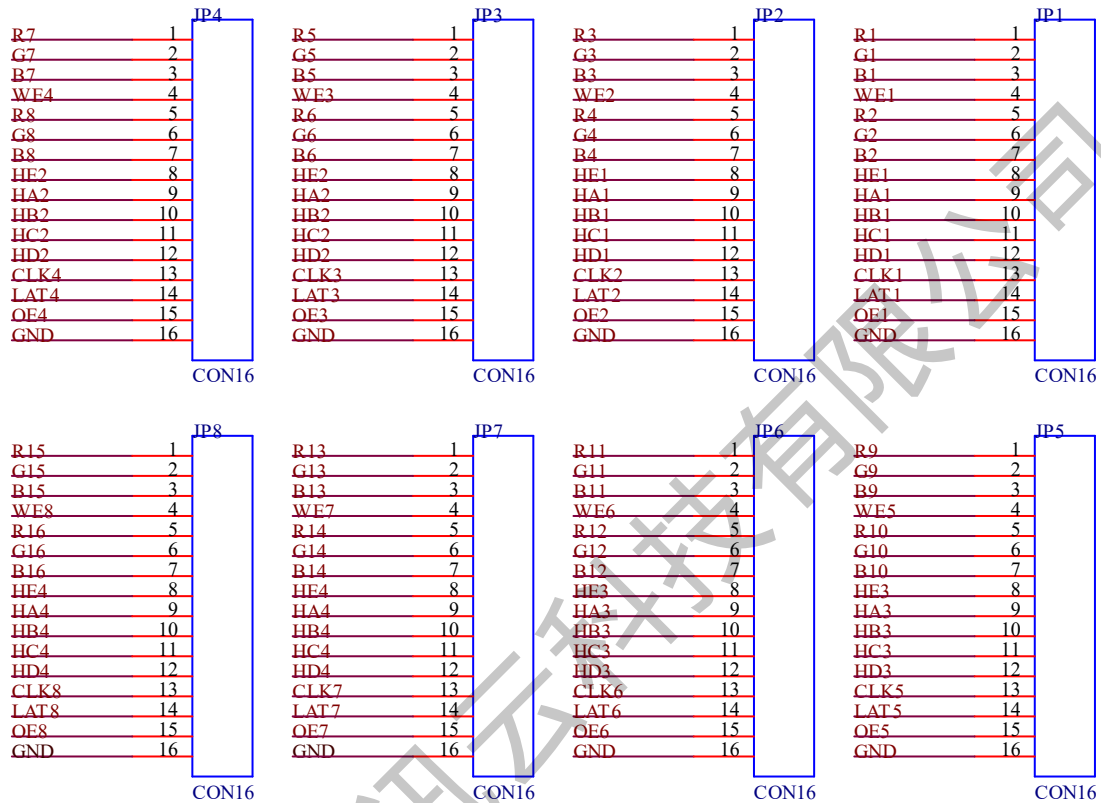 JP4 JP3 JP2 JP1
R7 1 R5 1 R3 1 R1 1
G7 2 G5 2 G3 2 G1 2
B7 3 B5 3 B3 3 B1 3
WE4 4 WE3 4 WE2 4 WE1 4
R8 5 R6 5 R4 5 R2 5
G8 6 G6 6 G4 6 G2 6
B8 7 B6 7 B4 7 B2 7
HE2 8 HE2 8 HE1 8 HE1 8
HA2 9 HA2 9 HA1 9 HA1 9
HB2 10 HB2 10 HB1 10 HB1 10
HC2 11 HC2 11 HC1 11 HC1 11
HD2 12 HD2 12 HD1 12 HD1 12
CLK4 13 CLK3 13 CLK2 13 CLK1 13
LAT4 14 LAT3 14 LAT2 14 LAT1 14
OE4 15 OE3 15 OE2 15 OE1 15
GND 16 GND 16 GND 16 GND 16
CON16 CON16 CON16 CON16
JP8 JP7 JP6 JP5
R15 1 R13 1 R11 1 R9 1
G15 2 G13 2 G11 2 G9 2
B15 3 B13 3 B11 3 B9 3
WE8 4 WE7 4 WE6 4 WE5 4
R16 5 R14 5 R12 5 R10 5
G16 6 G14 6 G12 6 G10 6
B16 7 B14 7 B12 7 B10 7
HE4 8 HE4 8 HE3 8 HE3 8
HA4 9 HA4 9 HA3 9 HA3 9
HB4 10 HB4 10 HB3 10 HB3 10
HC4 11 HC4 11 HC3 11 HC3 11
HD4 12 HD4 12 HD3 12 HD3 12
CLK8 13 CLK7 13 CLK6 13 CLK5 13
LAT8 14 LAT7 14 LAT6 14 LAT5 14
OE8 15 OE7 15 OE6 15 OE5 15
GND 16 GND 16 GND 16 GND 16
CON16 CON16 CON16 CON16
云科技有限公司